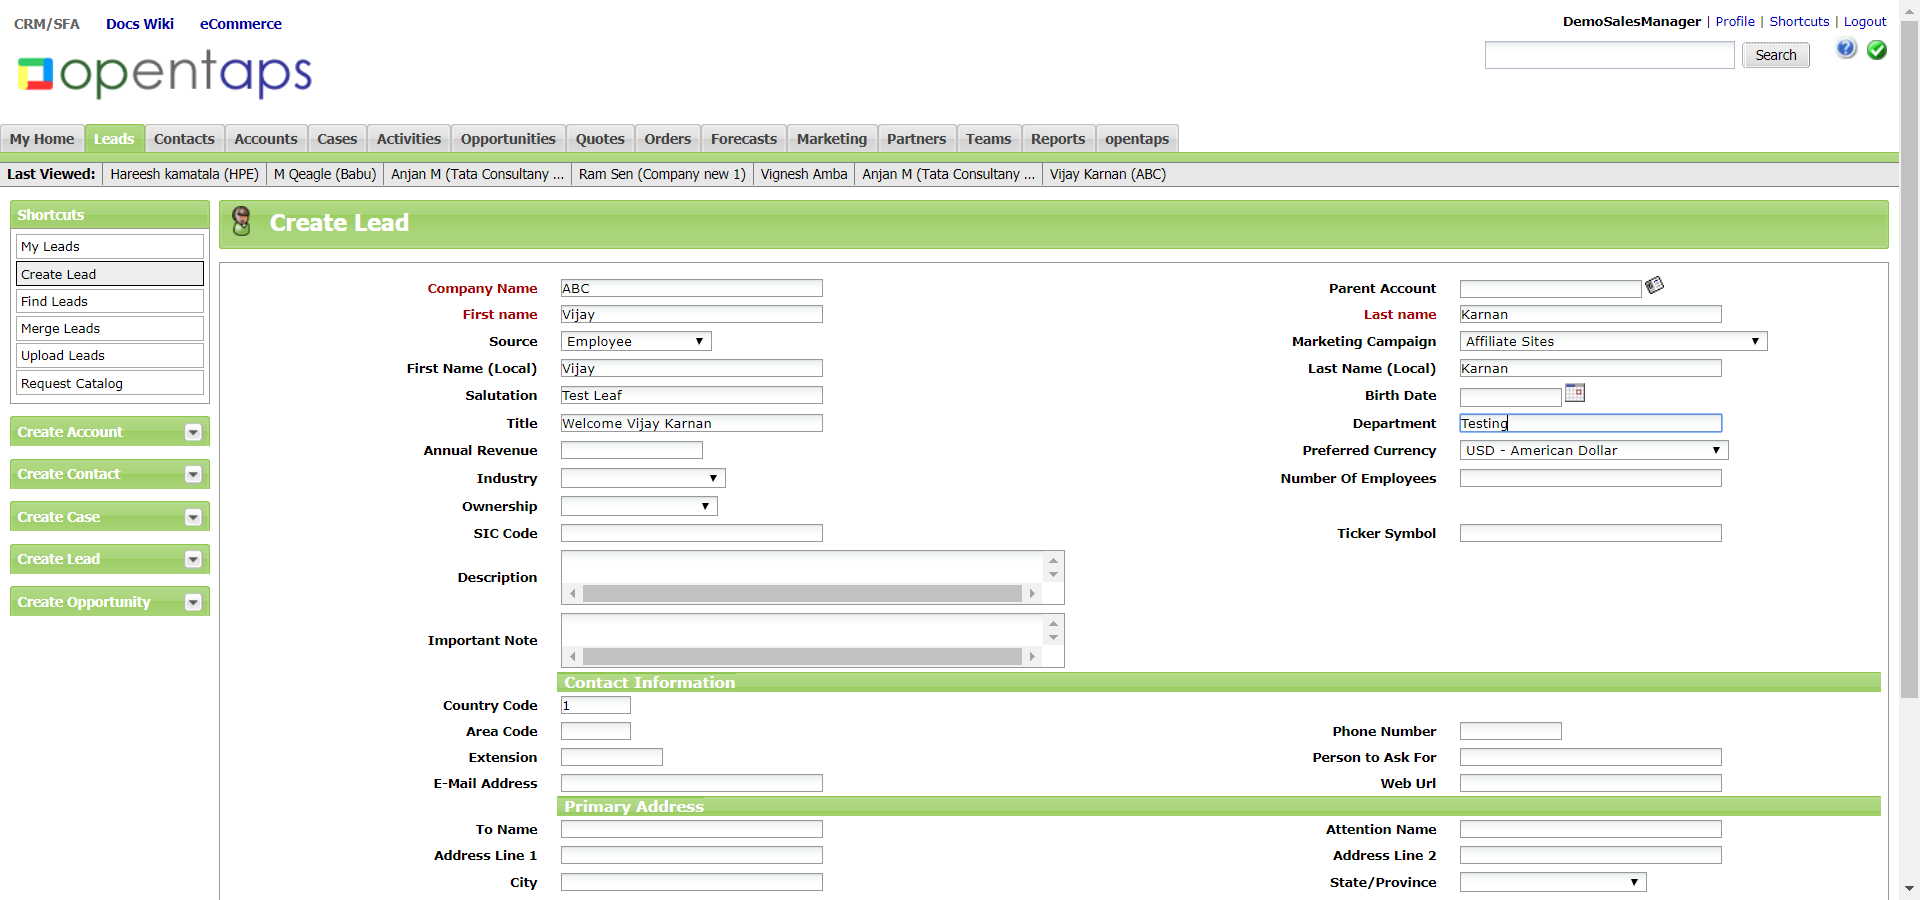 CRM/SFA Docs Wiki eCommerce
DemoSalesManager | Profile | Shortcuts | Logout
opentaps
Search
My Home Leads Contacts Accounts Cases Activities Opportunities Quotes Orders Forecasts Marketing Partners Teams Reports opentaps
Last Viewed: Hareesh kamatala (HPE) M Qeagle (Babu) Anjan M (Tata Consultany ... Ram Sen (Company new 1) Vignesh Amba Anjan M (Tata Consultany ... Vijay Karnan (ABC)
Shortcuts
My Leads
Create Lead
Find Leads
Merge Leads
Upload Leads
Request Catalog
Create Account
Create Contact
Create Case
Create Lead
Create Opportunity
Create Lead
Company Name ABC Parent Account
First name Vijay Last name Karnan
Source Employee Marketing Campaign Affiliate Sites
First Name (Local) Vijay Last Name (Local) Karnan
Salutation Test Leaf Birth Date
Title Welcome Vijay Karnan Department Testing
Annual Revenue Preferred Currency USD - American Dollar
Industry Number Of Employees
Ownership
SIC Code Ticker Symbol
Description
Important Note
Contact Information
Country Code 1
Area Code Phone Number
Extension Person to Ask For
E-Mail Address Web Url
Primary Address
To Name Attention Name
Address Line 1 Address Line 2
City State/Province